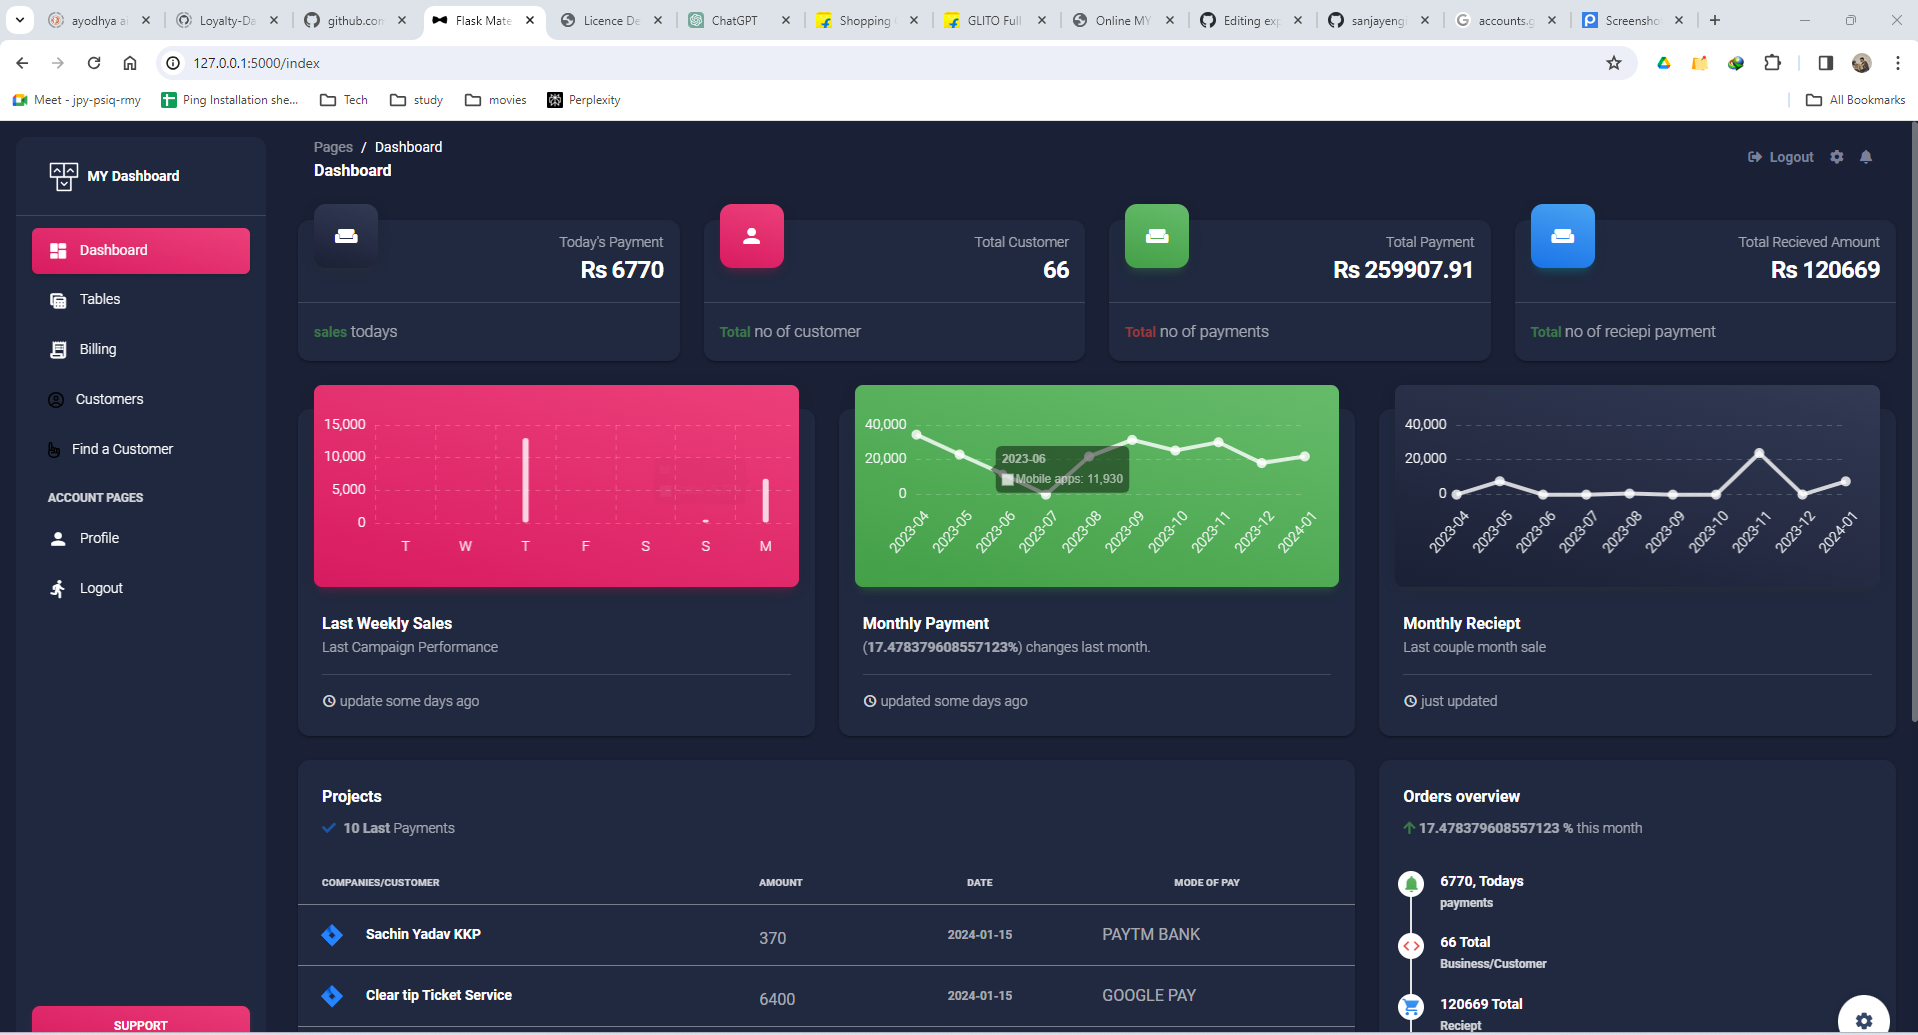 ayodhya ai
Loyalty-Da
github.com
Flask Mate
Licence De
ChatGPT
Shopping
GLITO Full
Online MY
Editing exp
sanjayengi
accounts.g
Screensho
127.0.0.1:5000/index
Meet - jpy-psiq-rmy
Ping Installation she...
Tech
study
movies
Perplexity
All Bookmarks
MY Dashboard
Dashboard
Tables
Billing
Customers
Find a Customer
ACCOUNT PAGES
Profile
Logout
SUPPORT
Pages / Dashboard
Dashboard
Logout
Today's Payment
Rs 6770
sales todays
Total Customer
66
Total no of customer
Total Payment
Rs 259907.91
Total no of payments
Total Recieved Amount
Rs 120669
Total no of reciepi payment
15,000
10,000
5,000
0
T W T F S S M
Last Weekly Sales
Last Campaign Performance
update some days ago
40,000
20,000
0
2023-06
Mobile apps: 11,930
2023-04 2023-05 2023-06 2023-07 2023-08 2023-09 2023-10 2023-11 2023-12 2024-01
Monthly Payment
(17.478379608557123%) changes last month.
updated some days ago
40,000
20,000
0
2023-04 2023-05 2023-06 2023-07 2023-08 2023-09 2023-10 2023-11 2023-12 2024-01
Monthly Reciept
Last couple month sale
just updated
Projects
10 Last Payments
COMPANIES/CUSTOMER AMOUNT DATE MODE OF PAY
Sachin Yadav KKP 370 2024-01-15 PAYTM BANK
Clear tip Ticket Service 6400 2024-01-15 GOOGLE PAY
Orders overview
17.478379608557123 % this month
6770, Todays
payments
66 Total
Business/Customer
120669 Total
Reciept